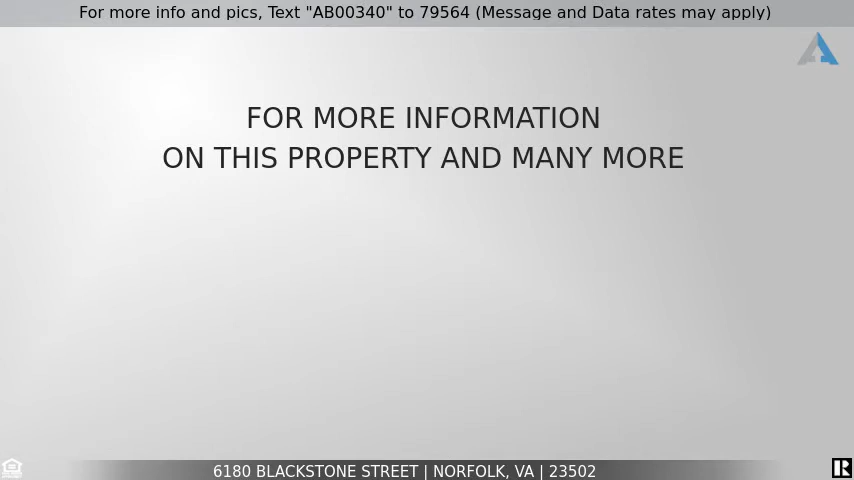 For more info and pics, Text "AB00340" to 79564 (Message and Data rates may apply)
FOR MORE INFORMATION
ON THIS PROPERTY AND MANY MORE
6180 BLACKSTONE STREET | NORFOLK, VA | 23502